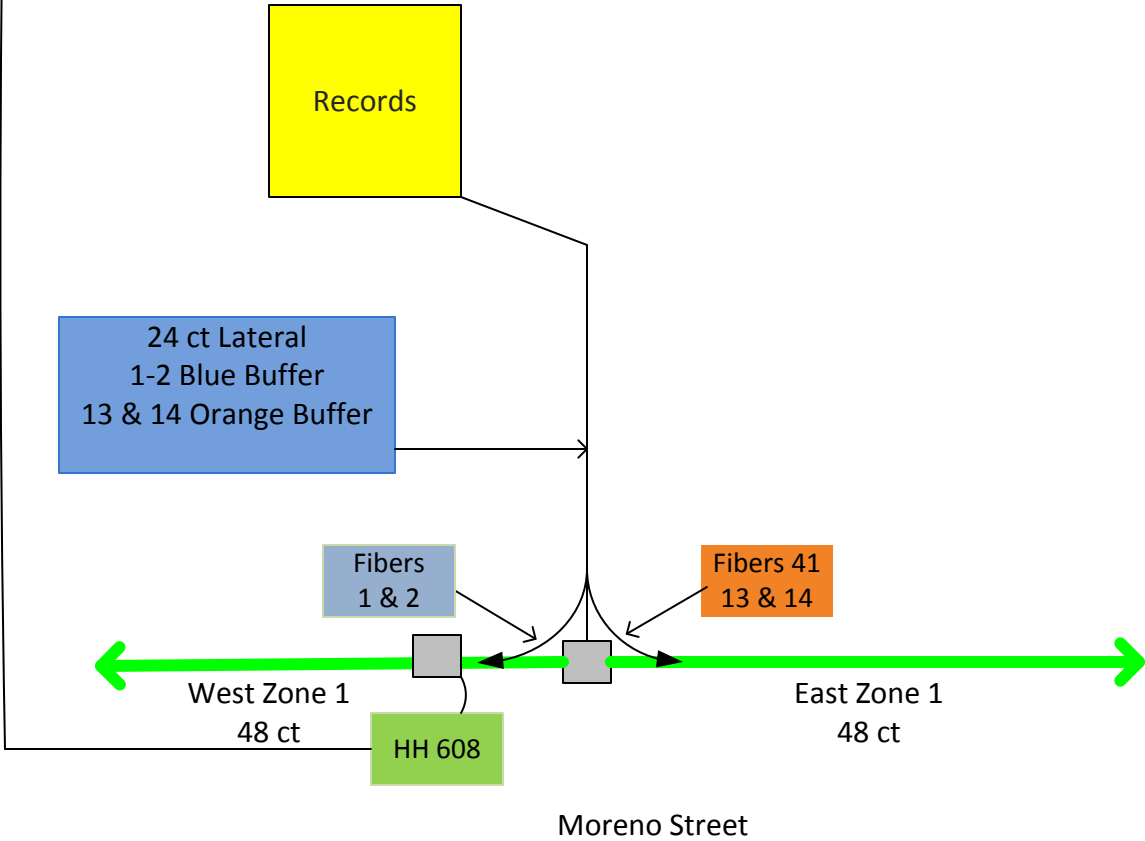 Records
24 ct Lateral
1-2 Blue Buffer
13 & 14 Orange Buffer
Fibers
1 & 2
Fibers 41
13 & 14
West Zone 1
48 ct
East Zone 1
48 ct
HH 608
Moreno Street